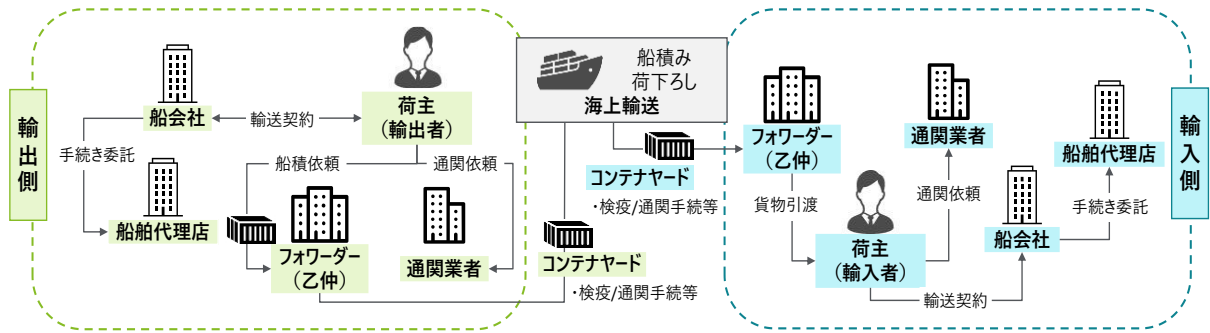 輸出側
船会社
輸送契約
荷主
（輸出者）
手続き委託
船舶代理店
船積依頼
通関依頼
フォワーダー
（乙仲）
通関業者
船積み
荷下ろし
海上輸送
コンテナヤード
・検疫/通関手続等
コンテナヤード
・検疫/通関手続等
フォワーダー
（乙仲）
貨物引渡
荷主
（輸入者）
通関業者
通関依頼
輸送契約
船会社
手続き委託
船舶代理店
輸入側